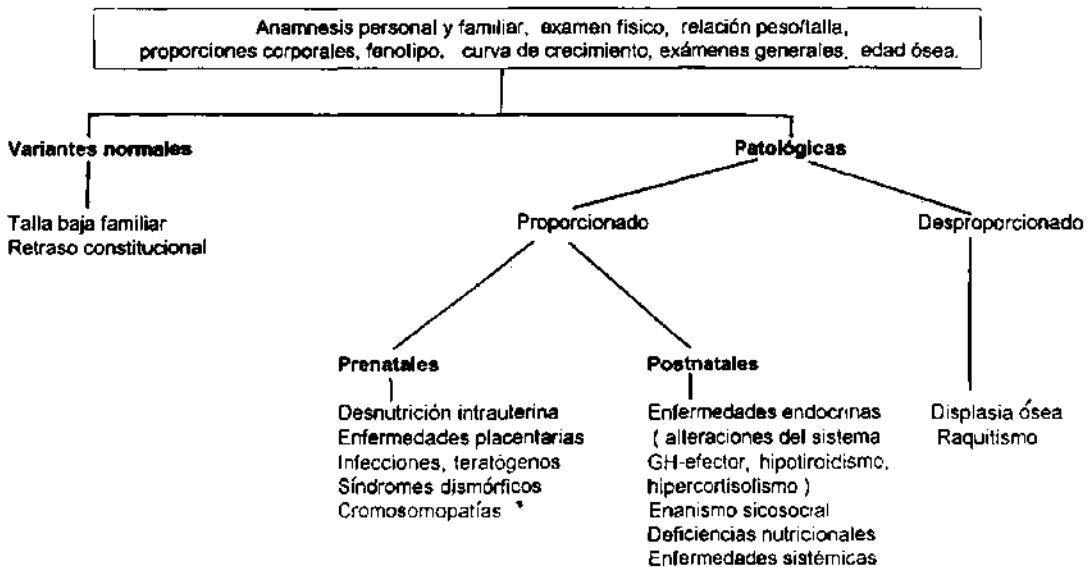 Anamnesis personal y familiar, examen físico, relación peso/talla,
proporciones corporales, fenotipo. curva de crecimiento, exámenes generales, edad ósea.
Variantes normales
Patológicas
Talla baja familiar
Retraso constitucional
Proporcionado
Desproporcionado
Prenatales
Desnutrición intrauterina
Enfermedades placentarias
Infecciones, teratógenos
Síndromes dismórficos
Cromosomopatías
Postnatales
Enfermedades endocrinas
( alteraciones del sistema
GH-efector, hipotiroidismo,
hipercortisolismo )
Enanismo sicosocial
Deficiencias nutricionales
Enfermedades sistémicas
Displasia ósea
Raquitismo